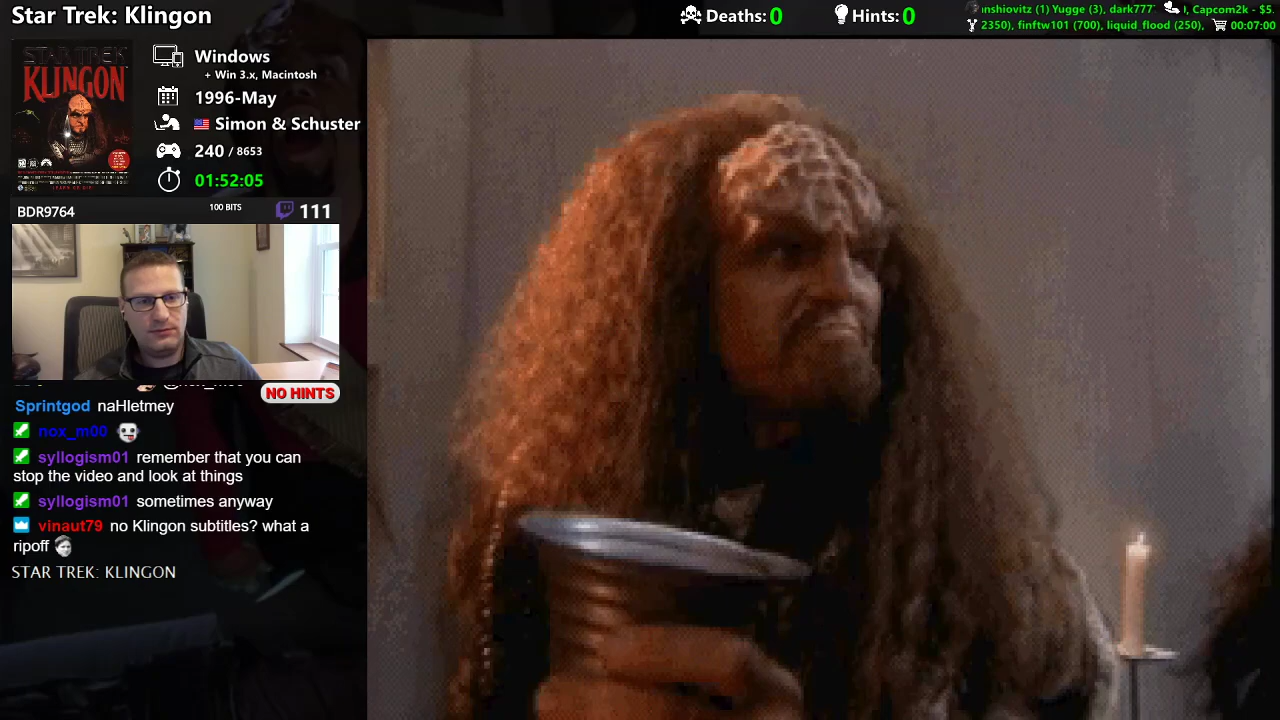 Star Trek: Klingon
Deaths: 0
Hints: 0
(1) Yugge (3), dark777
, Capcom2k - $5.
2350), finftw101 (700), liquid_flood (250),
00:07:00
STAR TREK
KLINGON
Windows
+ Win 3.x, Macintosh
1996-May
Simon & Schuster
240 / 8653
01:52:05
BDR9764
100 BITS
111
NO HINTS
Sprintgod naHletmey
nox_m00
syllogism01 remember that you can
stop the video and look at things
syllogism01 sometimes anyway
vinaut79 no Klingon subtitles? what a
ripoff
STAR TREK: KLINGON